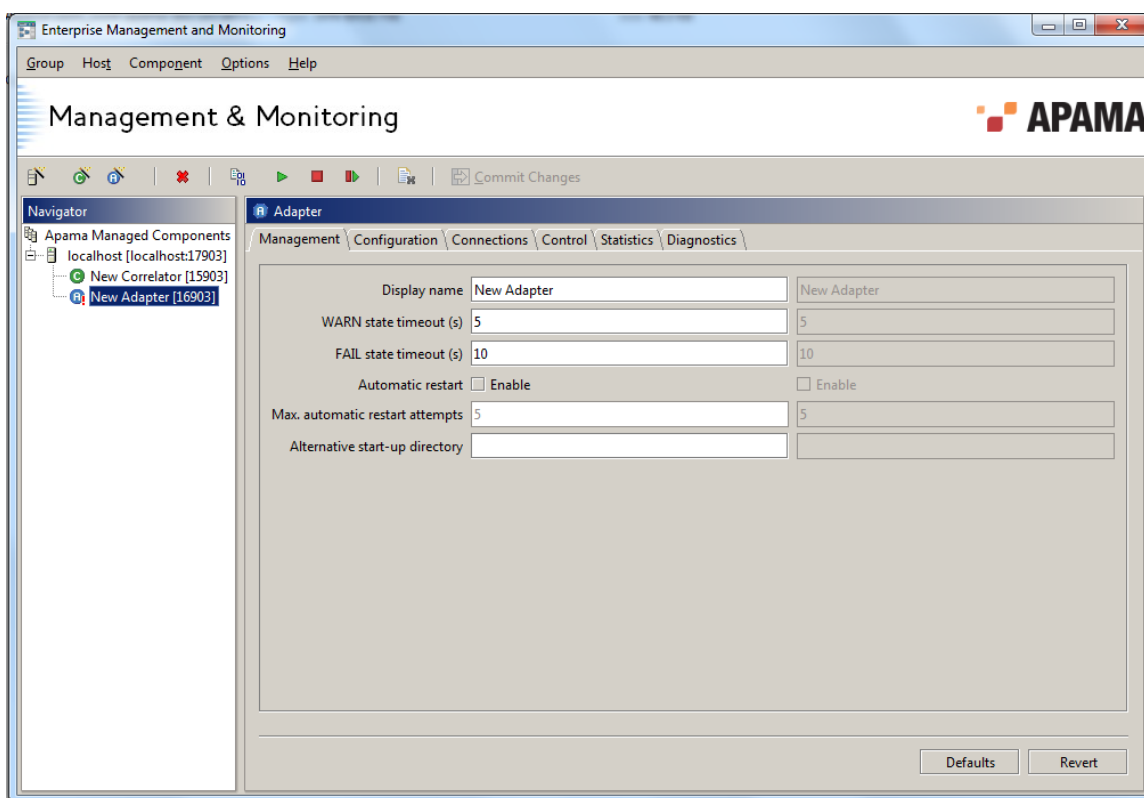 Enterprise Management and Monitoring
Group Host Component Options Help
Management & Monitoring
APAMA
Commit Changes
Navigator
Apama Managed Components
localhost [localhost:17903]
New Correlator [15903]
New Adapter [16903]
Adapter
Management Configuration Connections Control Statistics Diagnostics
Display name New Adapter New Adapter
WARN state timeout (s) 5 5
FAIL state timeout (s) 10 10
Automatic restart Enable Enable
Max. automatic restart attempts 5 5
Alternative start-up directory
Defaults Revert